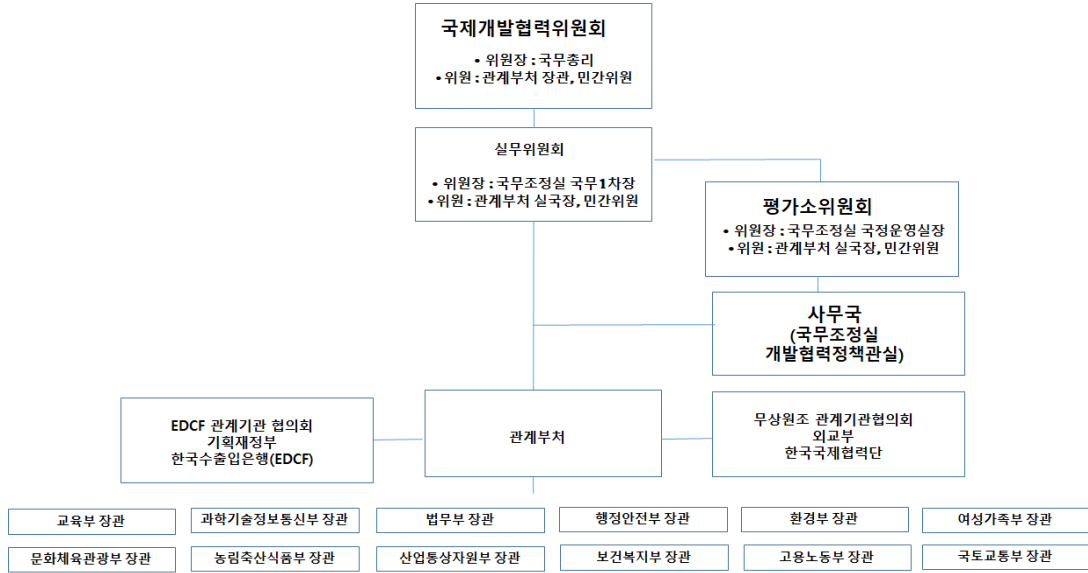 국제개발협력위원회
• 위원장 : 국무총리
• 위원 : 관계부처 장관, 민간위원
실무위원회
• 위원장 : 국무조정실 국무1차장
• 위원 : 관계부처 실국장, 민간위원
평가소위원회
• 위원장 : 국무조정실 국정운영실장
• 위원 : 관계부처 실국장, 민간위원
사무국
(국무조정실
개발협력정책관실)
EDCF 관계기관 협의회
기획재정부
한국수출입은행(EDCF)
관계부처
무상원조 관계기관협의회
외교부
한국국제협력단
교육부 장관
과학기술정보통신부 장관
법무부 장관
행정안전부 장관
환경부 장관
여성가족부 장관
문화체육관광부 장관
농림축산식품부 장관
산업통상자원부 장관
보건복지부 장관
고용노동부 장관
국토교통부 장관